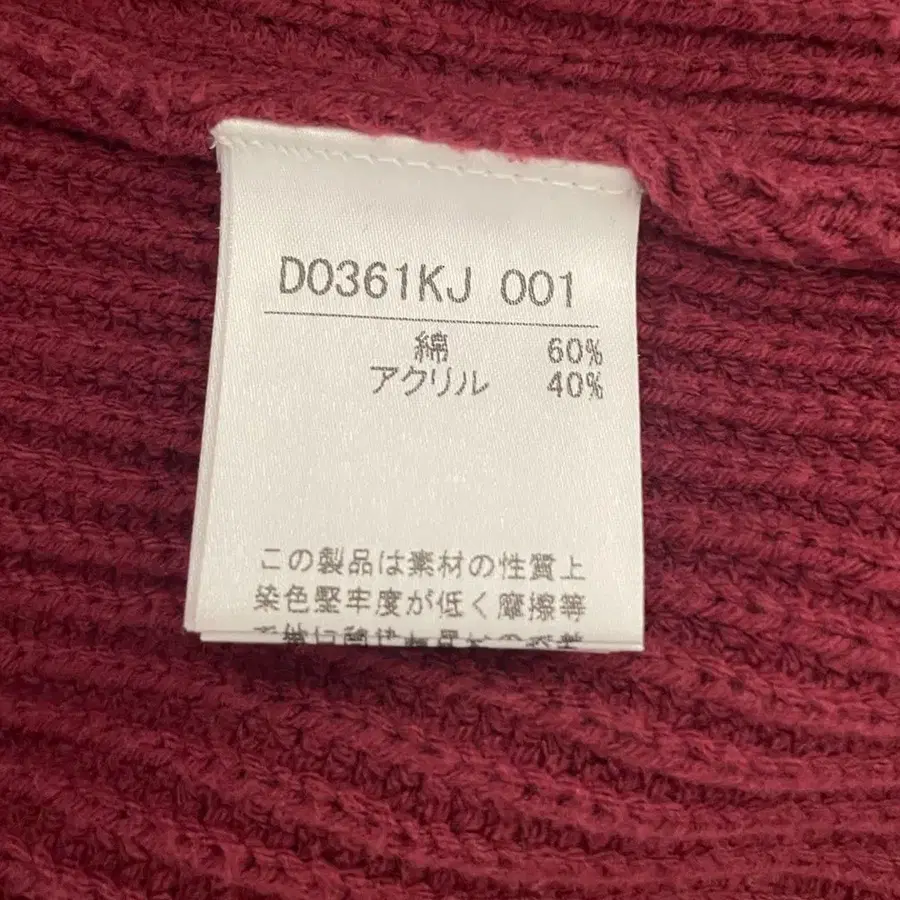 D0361KJ 001
綿 60%
アクリル 40%
この製品は素材の性質上
染色堅牢度が低く摩擦等